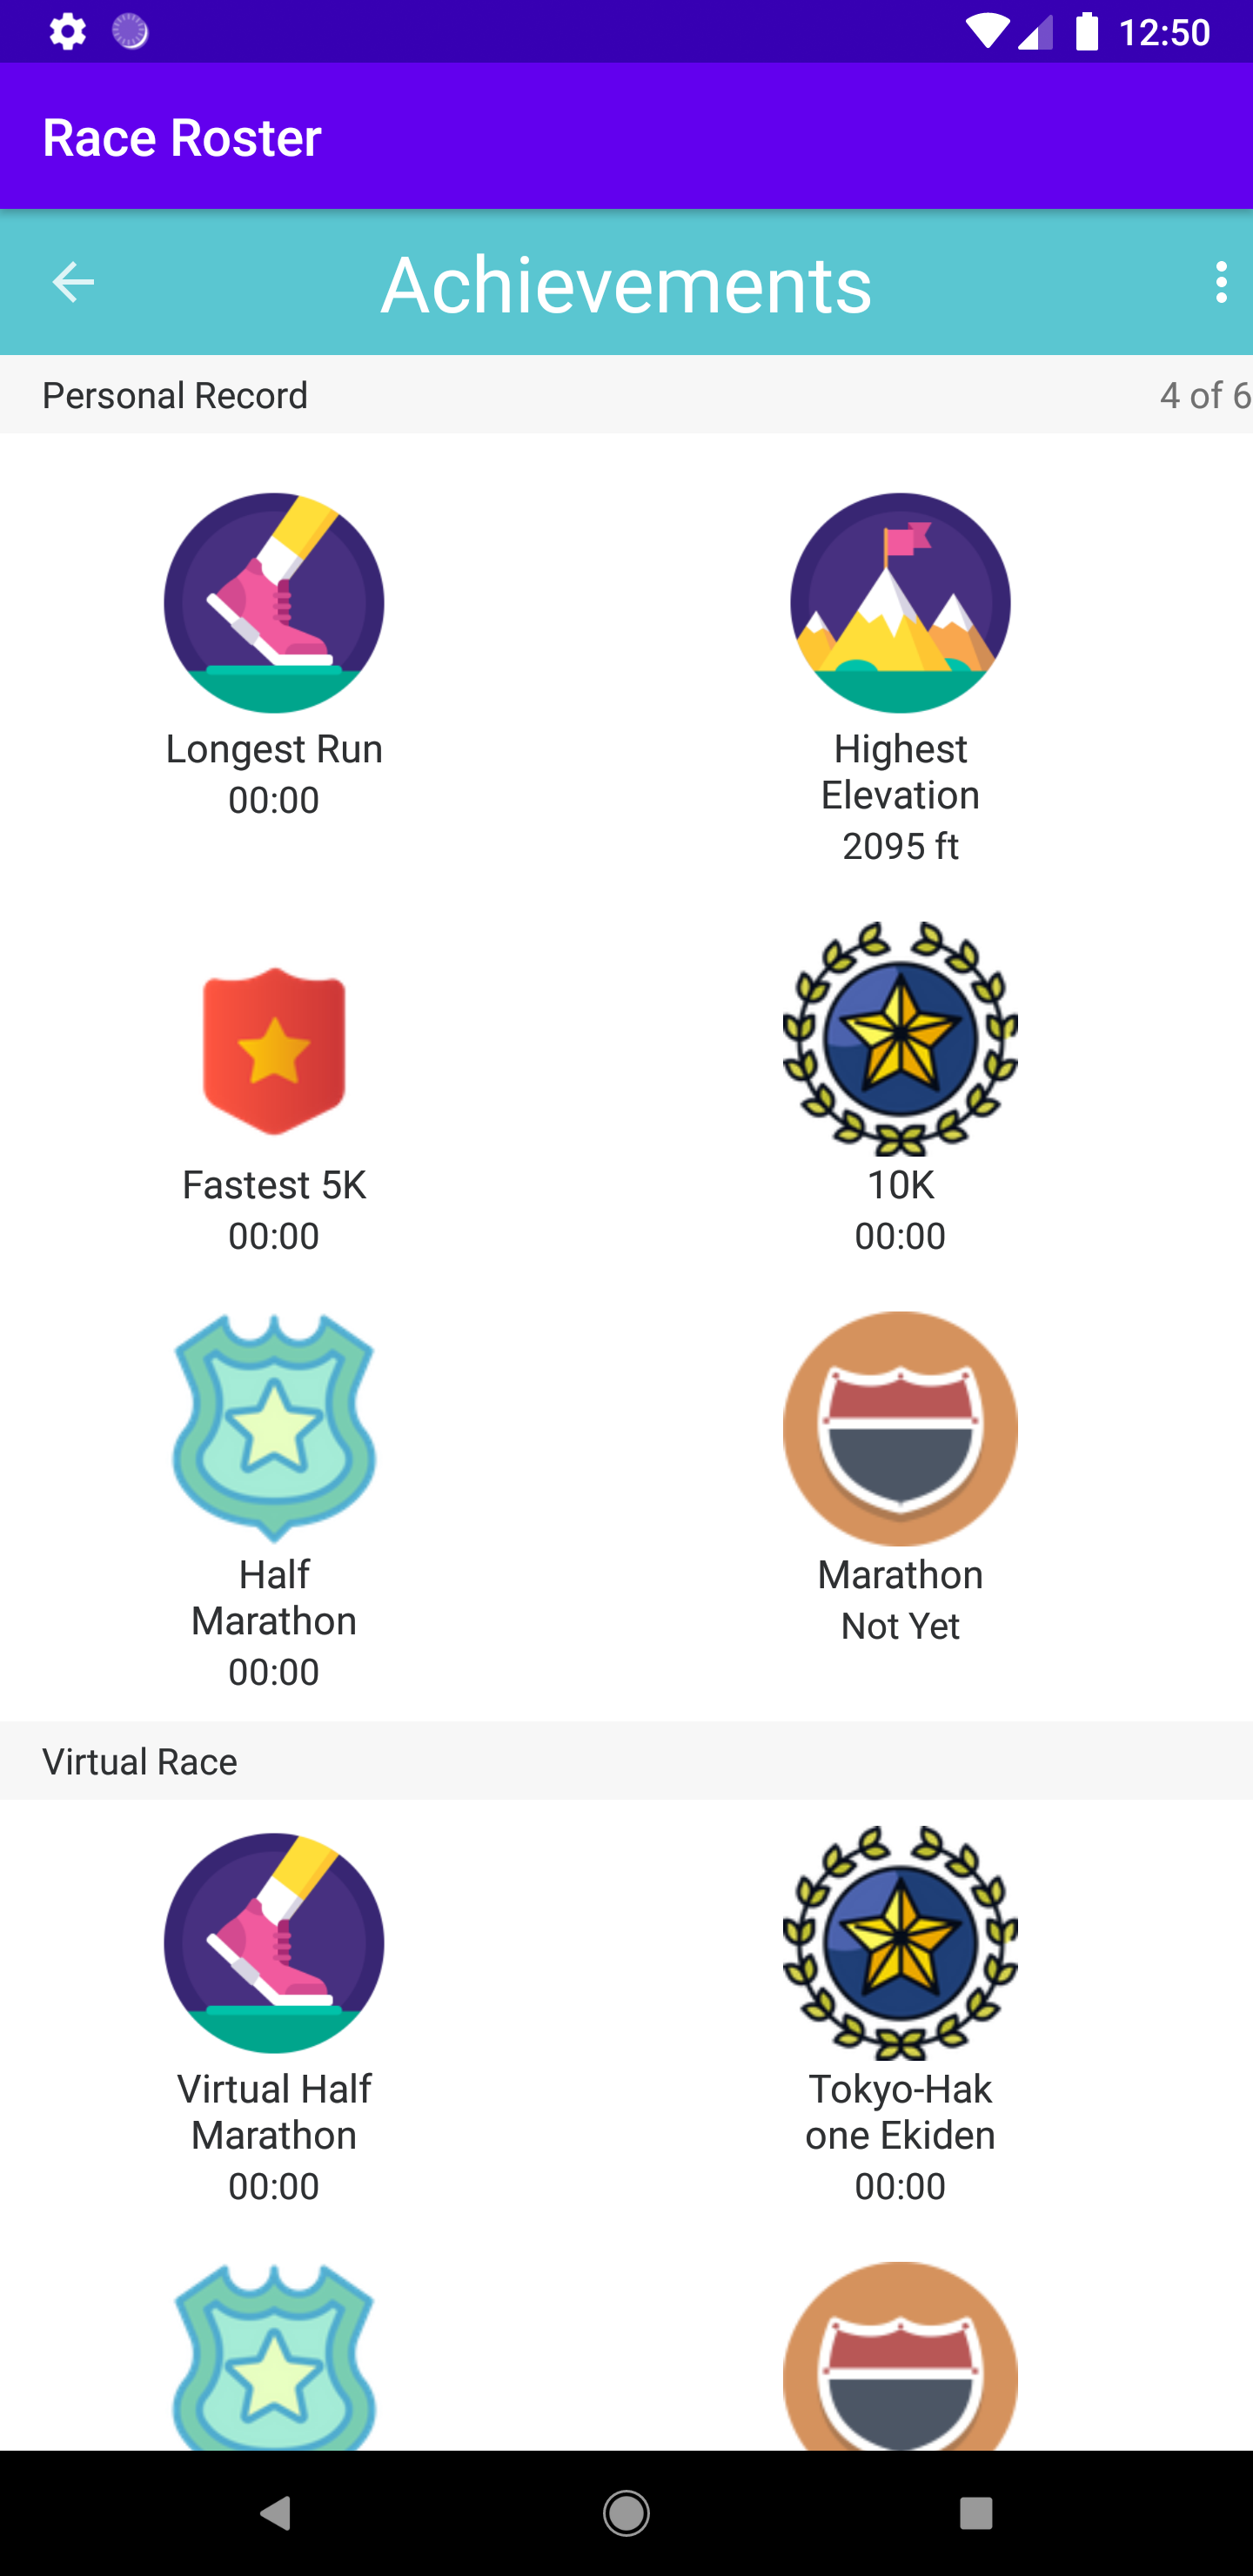 12:50
Race Roster
Achievements
Personal Record
4 of 6
Longest Run
00:00
Highest
Elevation
2095 ft
Fastest 5K
00:00
10K
00:00
Half
Marathon
00:00
Marathon
Not Yet
Virtual Race
Virtual Half
Marathon
00:00
Tokyo-Hak
one Ekiden
00:00